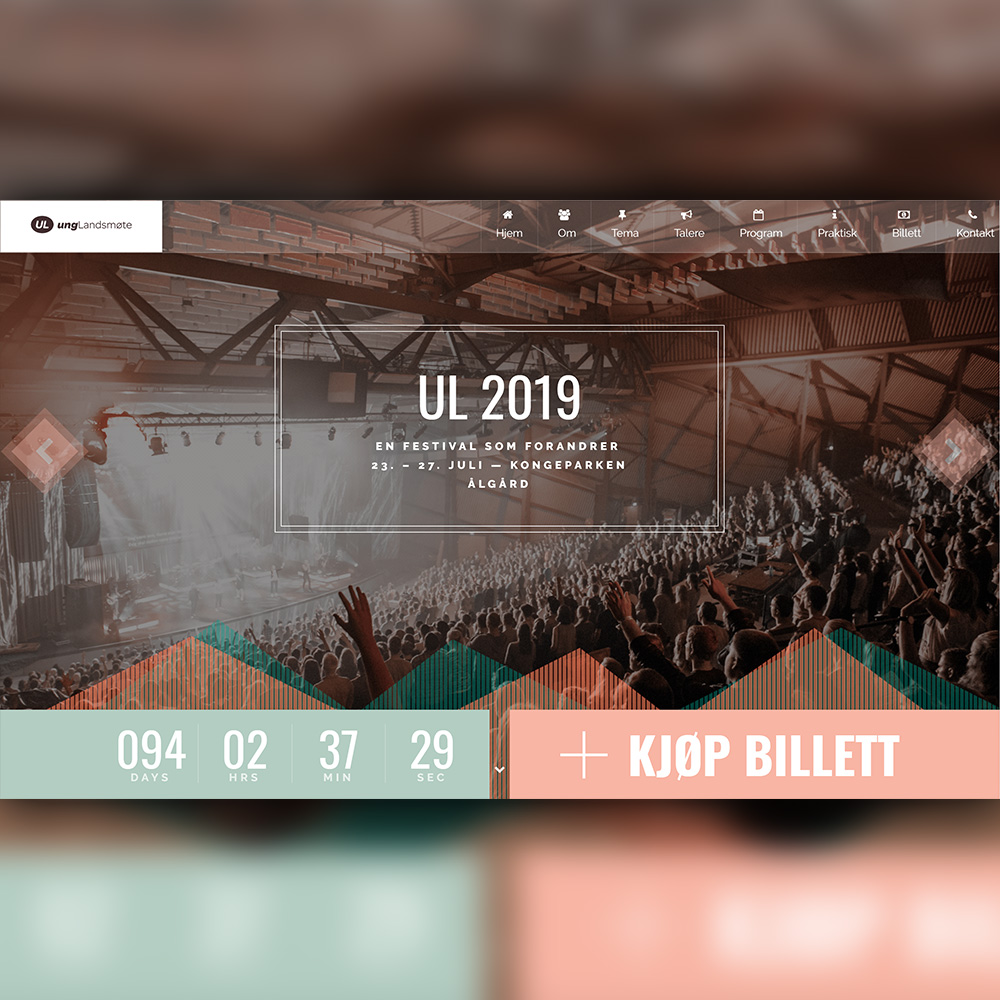 UL ungLandsmøte
Hjem Om Tema Talere Program Praktisk Billett Kontakt
UL 2019
EN FESTIVAL SOM FORANDRER
23. – 27. JULI — KONGEPARKEN
ÅLGÅRD
094 02 37 29
DAYS HRS MIN SEC
KJØP BILLETT